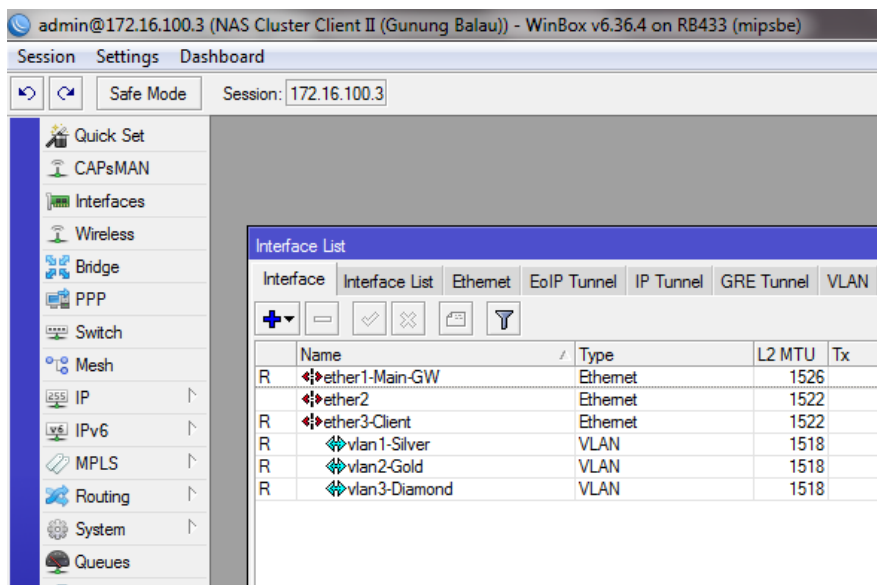 admin@172.16.100.3 (NAS Cluster Client II (Gunung Balau)) - WinBox v6.36.4 on RB433 (mipsbe)
Session Settings Dashboard
Safe Mode Session: 172.16.100.3
Quick Set
CAPsMAN
Interfaces
Wireless
Bridge
PPP
Switch
Mesh
255 IP
v6 IPv6
MPLS
Routing
System
Queues
Interface List
Interface Interface List Ethernet EoIP Tunnel IP Tunnel GRE Tunnel VLAN
Name Type L2 MTU Tx
R ether1-Main-GW Ethernet 1526
ether2 Ethernet 1522
R ether3-Client Ethernet 1522
R vlan1-Silver VLAN 1518
R vlan2-Gold VLAN 1518
R vlan3-Diamond VLAN 1518